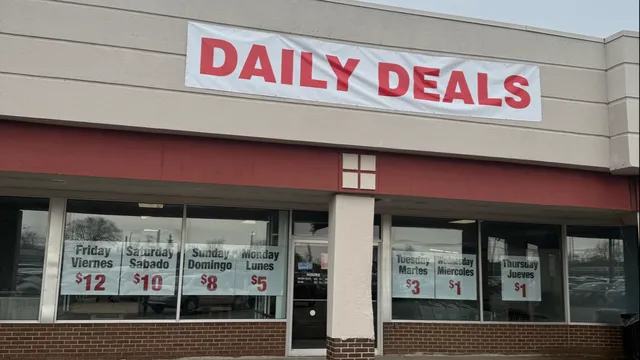 DAILY DEALS
Friday
Viernes
$12
Saturday
Sabado
$10
Sunday
Domingo
$8
Monday
Lunes
$5
HOURS
Tuesday
Martes
$3
Wednesday
Miercoles
$1
Thursday
Jueves
$1